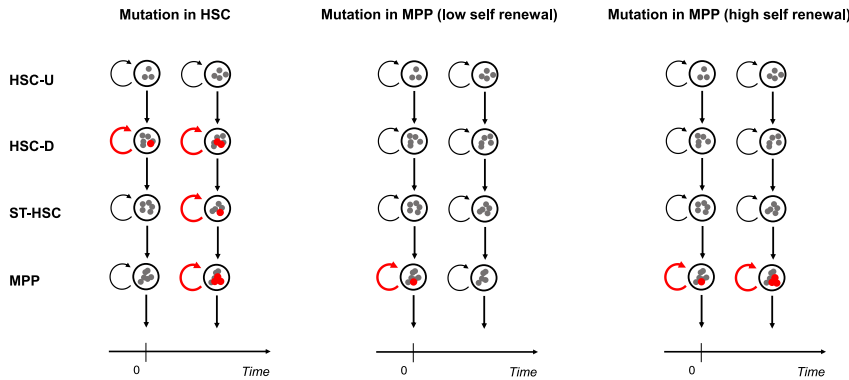 Mutation in HSC
Mutation in MPP (low self renewal)
Mutation in MPP (high self renewal)
HSC-U
HSC-D
ST-HSC
MPP
0
Time
0
Time
0
Time